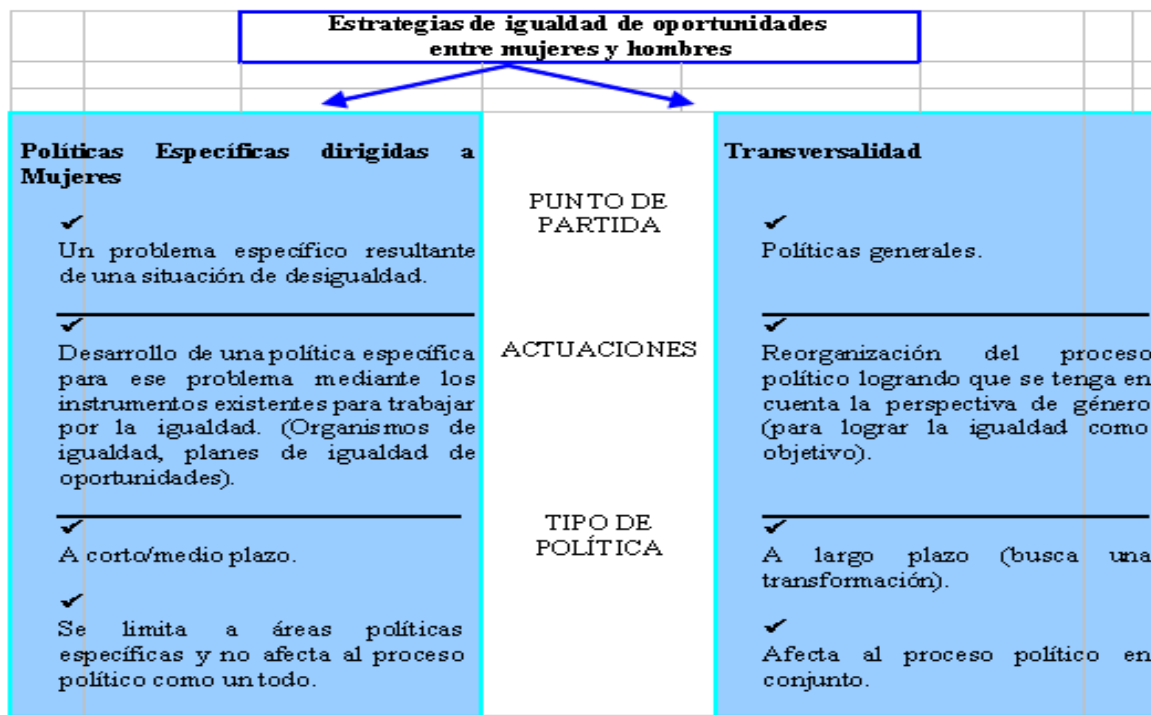 Estrategias de igualdad de oportunidades
entre mujeres y hombres
Políticas Específicas dirigidas a
Mujeres
✓
Un problema específico resultante
de una situación de desigualdad.
✓
Desarrollo de una política específica
para ese problema mediante los
instrumentos existentes para trabajar
por la igualdad. (Organismos de
igualdad, planes de igualdad de
oportunidades).
✓
A corto/medio plazo.
✓
Se limita a áreas políticas
específicas y no afecta al proceso
político como un todo.
PUNTO DE
PARTIDA
ACTUACIONES
TIPO DE
POLÍTICA
Transversalidad
✓
Políticas generales.
✓
Reorganización del proceso
político logrando que se tenga en
cuenta la perspectiva de género
(para lograr la igualdad como
objetivo).
✓
A largo plazo (busca una
transformación).
✓
Afecta al proceso político en
conjunto.